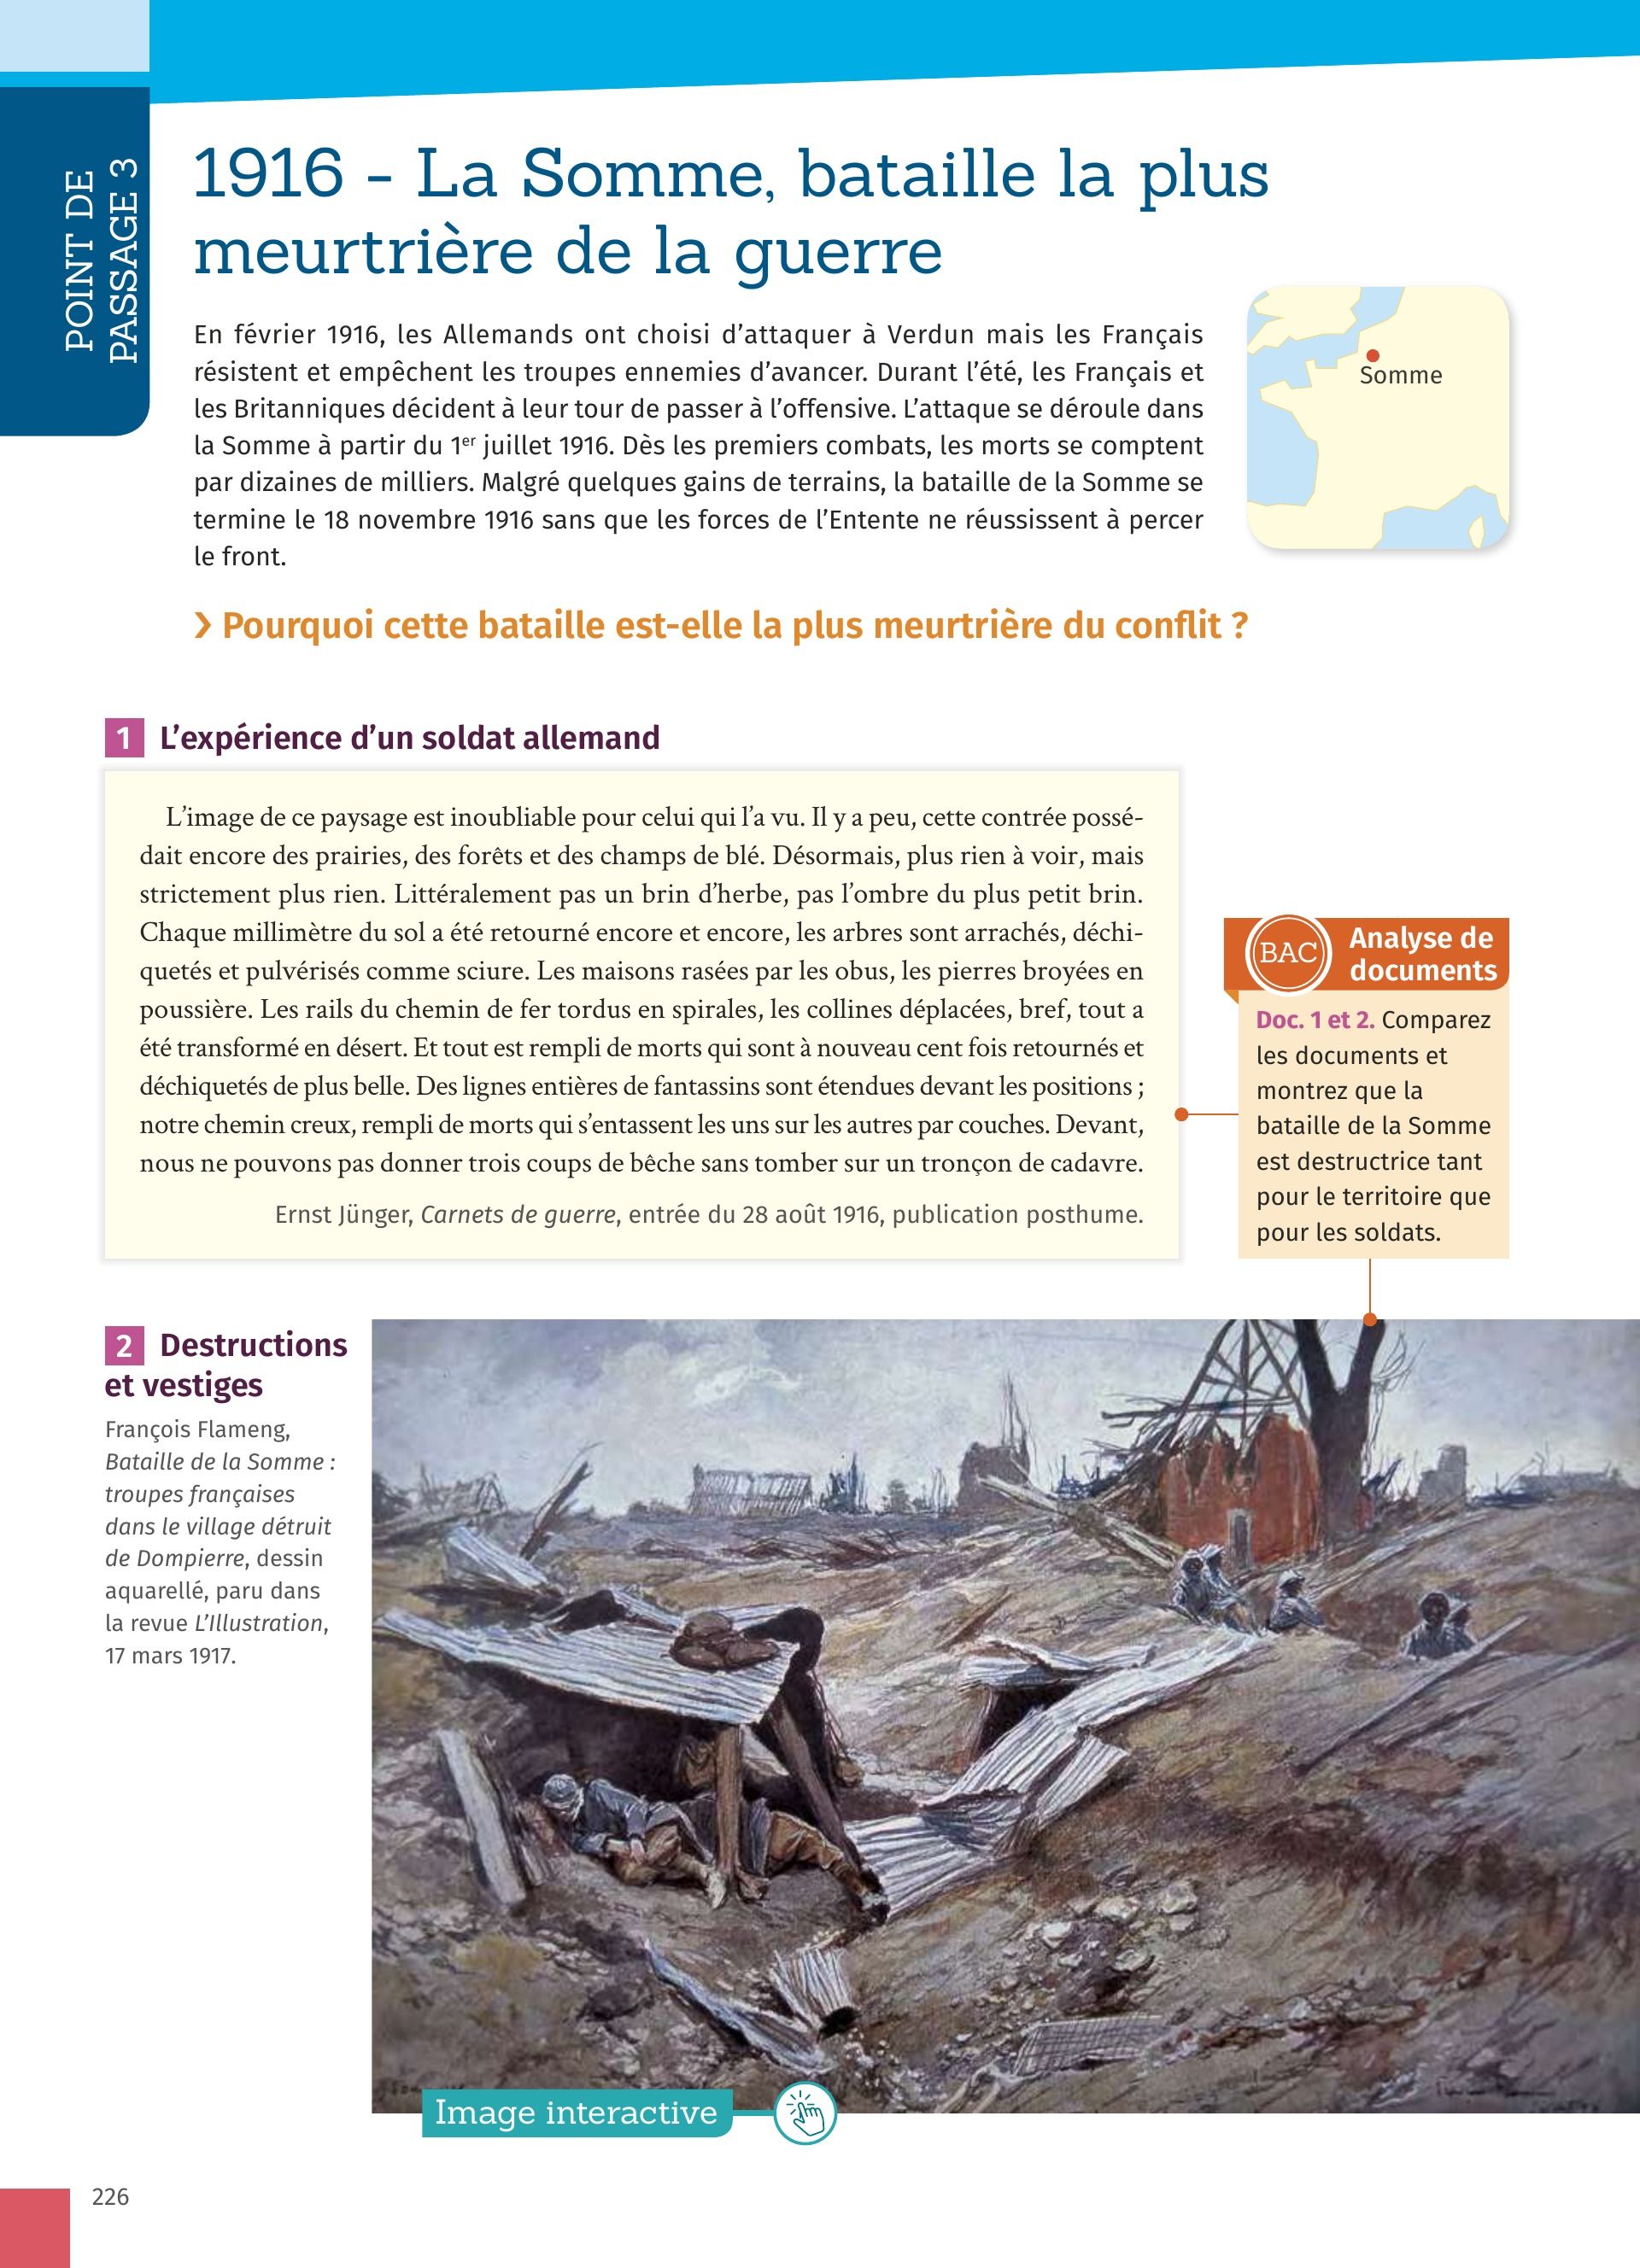 POINT DE
PASSAGE 3
1916 - La Somme, bataille la plus
meurtrière de la guerre
En février 1916, les Allemands ont choisi d’attaquer à Verdun mais les Français
résistent et empêchent les troupes ennemies d’avancer. Durant l’été, les Français et
les Britanniques décident à leur tour de passer à l’offensive. L’attaque se déroule dans
la Somme à partir du 1er juillet 1916. Dès les premiers combats, les morts se comptent
par dizaines de milliers. Malgré quelques gains de terrains, la bataille de la Somme se
termine le 18 novembre 1916 sans que les forces de l’Entente ne réussissent à percer
le front.
Somme
› Pourquoi cette bataille est-elle la plus meurtrière du conflit ?
1 L’expérience d’un soldat allemand
L’image de ce paysage est inoubliable pour celui qui l’a vu. Il y a peu, cette contrée possé-
dait encore des prairies, des forêts et des champs de blé. Désormais, plus rien à voir, mais
strictement plus rien. Littéralement pas un brin d’herbe, pas l’ombre du plus petit brin.
Chaque millimètre du sol a été retourné encore et encore, les arbres sont arrachés, déchi-
quetés et pulvérisés comme sciure. Les maisons rasées par les obus, les pierres broyées en
poussière. Les rails du chemin de fer tordus en spirales, les collines déplacées, bref, tout a
été transformé en désert. Et tout est rempli de morts qui sont à nouveau cent fois retournés et
déchiquetés de plus belle. Des lignes entières de fantassins sont étendues devant les positions ;
notre chemin creux, rempli de morts qui s’entassent les uns sur les autres par couches. Devant,
nous ne pouvons pas donner trois coups de bêche sans tomber sur un tronçon de cadavre.
Ernst Jünger, Carnets de guerre, entrée du 28 août 1916, publication posthume.
BAC
Analyse de
documents
Doc. 1 et 2. Comparez
les documents et
montrez que la
bataille de la Somme
est destructrice tant
pour le territoire que
pour les soldats.
2 Destructions
et vestiges
François Flameng,
Bataille de la Somme :
troupes françaises
dans le village détruit
de Dompierre, dessin
aquarellé, paru dans
la revue L’Illustration,
17 mars 1917.
Image interactive
226